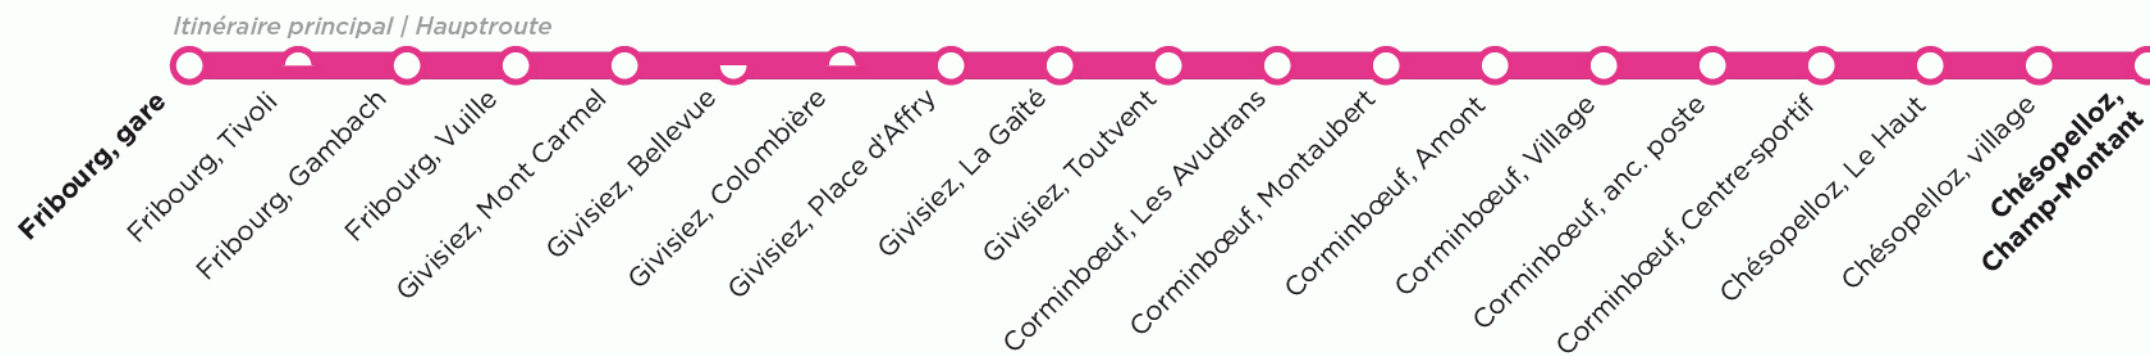 Itinéraire principal | Hauptroute
Fribourg, gare
Fribourg, Tivoli
Fribourg, Gambach
Fribourg, Vuille
Givisiez, Mont Carmel
Givisiez, Bellevue
Givisiez, Colombière
Givisiez, Place d'Affry
Givisiez, La Gaîté
Givisiez, Toutvent
Corminbœuf, Les Avudrans
Corminbœuf, Montaubert
Corminbœuf, Amont
Corminbœuf, Village
Corminbœuf, anc. poste
Corminbœuf, Centre-sportif
Chésopelloz, Le Haut
Chésopelloz, village
Chésopelloz,
Champ-Montant